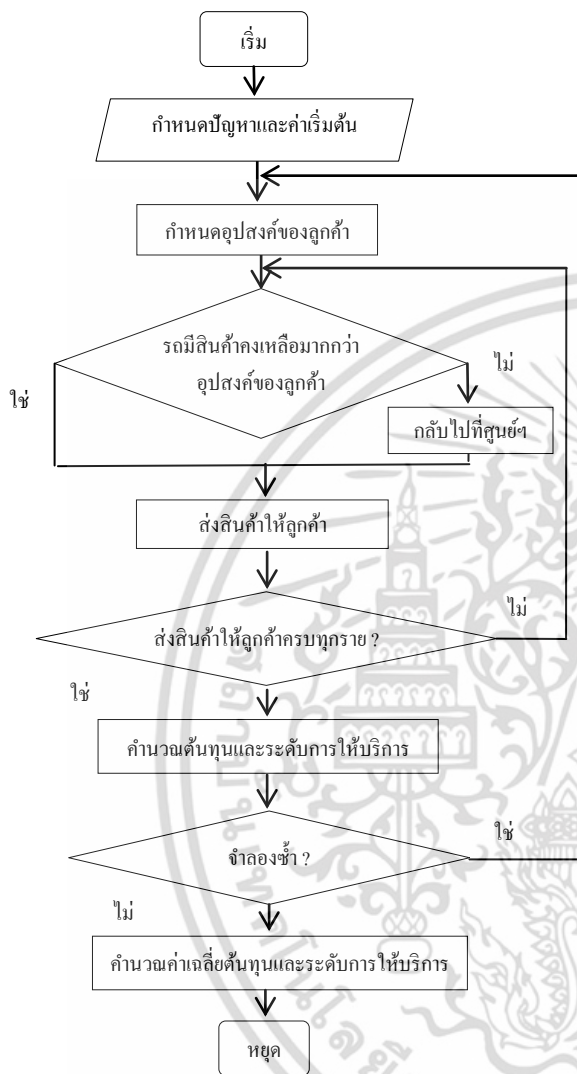 เริ่ม
กำหนดปัญหาและค่าเริ่มต้น
กำหนดอุปสงค์ของลูกค้า
รถมีสินค้าคงเหลือมากกว่า
อุปสงค์ของลูกค้า
ไม่
ใช่
กลับไปที่ศูนย์ฯ
ส่งสินค้าให้ลูกค้า
ส่งสินค้าให้ลูกค้าครบทุกราย ?
ไม่
ใช่
คำนวณต้นทุนและระดับการให้บริการ
จำลองซ้ำ ?
ใช่
ไม่
คำนวณค่าเฉลี่ยต้นทุนและระดับการให้บริการ
หยุด